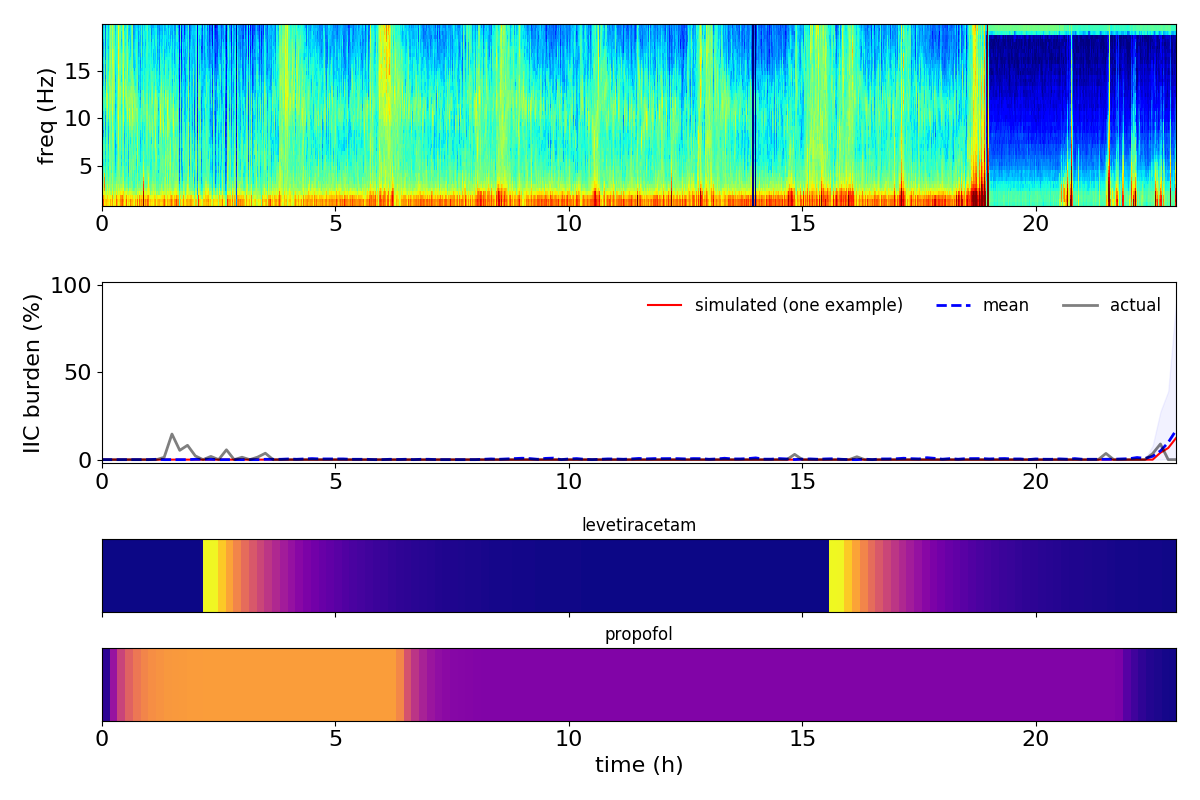 freq (Hz)
15
10
5
0 5 10 15 20
IIC burden (%)
100
50
0
simulated (one example) mean actual
0 5 10 15 20
levetiracetam
propofol
0 5 10 15 20
time (h)